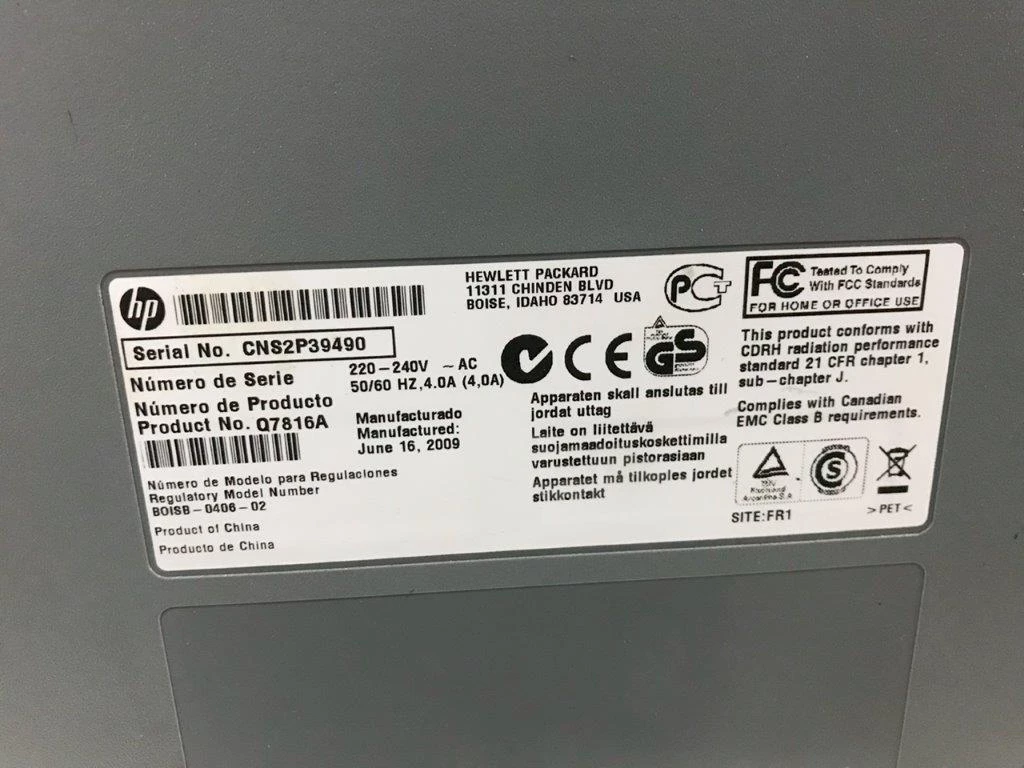 hp
HEWLETT PACKARD
11311 CHINDEN BLVD
BOISE, IDAHO 83714 USA
Serial No. CNS2P39490
Número de Serie
220-240V ~ AC
50/60 HZ,4.0A (4,0A)
Número de Producto
Product No. Q7816A
Manufacturado
Manufactured:
June 16, 2009
Número de Modelo para Regulaciones
Regulatory Model Number
BOISB-0406-02
Product of China
Producto de China
PCT
CE
GS
Apparaten skall anslutas till
jordat uttag
Laite on liitettävä
suojamaadoituskoskettimilla
varustettuun pistorasiaan
Apparatet må tilkoples jordet
stikkontakt
FC
Tested To Comply
With FCC Standards
FOR HOME OR OFFICE USE
This product conforms with
CDRH radiation performance
standard 21 CFR chapter 1,
sub-chapter J.
Complies with Canadian
EMC Class B requirements.
TÜV
Rheinland
Argentina S.A.
S
SITE:FR1
>PET<